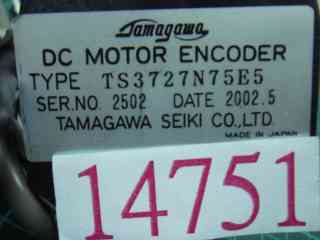 Tamagawa
DC MOTOR ENCODER
TYPE TS3727N75E5
SER.NO. 2502 DATE 2002.5
TAMAGAWA SEIKI CO.,LTD.
MADE IN JAPAN
14751